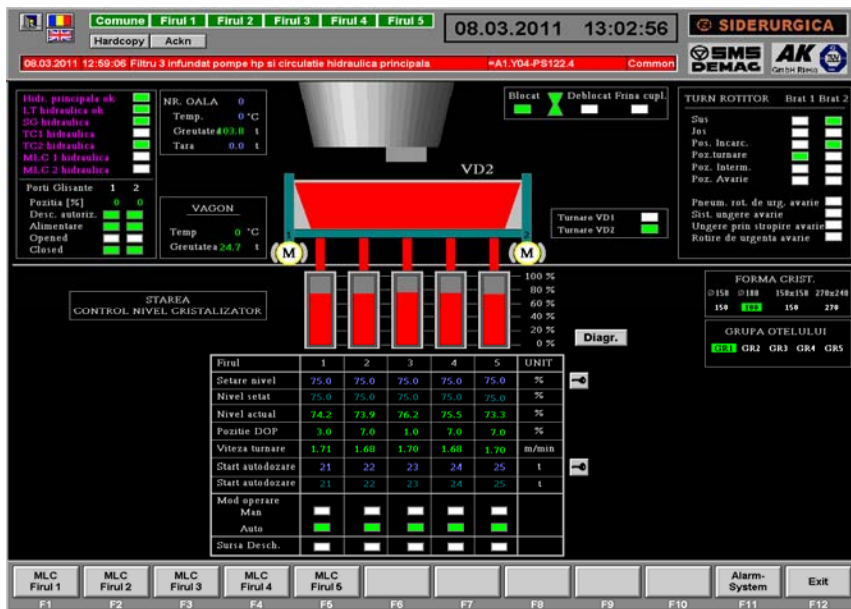 Comune Firul 1 Firul 2 Firul 3 Firul 4 Firul 5
Hardcopy Ackn
08.03.2011 13:02:56
SIDERURGICA
SMS DEMAG
AK
GmbH Riesa
08.03.2011 12:59:06 Filtru 3 infundat pompe hp si circulatie hidraulica principala =A1.Y04-PS122.4 Common
Hidr. principala ok
LT hidraulica ok
SG hidraulica
TC1 hidraulica
TC2 hidraulica
MLC 1 hidraulica
MLC 2 hidraulica
Porti Glisante 1 2
Pozitia [%] 0 0
Desc. autoriz.
Alimentare
Opened
Closed
NR. OALA 0
Temp. 0 °C
Greutate 103.8 t
Tara 0.0 t
VAGON
Temp 0 °C
Greutatea 24.7 t
VD2
1 2
M M
Blocat Deblocat Frina cupl.
Turnare VD1
Turnare VD2
TURN ROTITOR Brat 1 Brat 2
Sus
Jos
Pos. Incarc.
Poz.turnare
Poz. Interm.
Poz. Avarie
Pneum. rot. de urg. avarie
Sist. ungere avarie
Ungere prin stropire avarie
Rotire de urgenta avarie
STAREA
CONTROL NIVEL CRISTALIZATOR
100 %
80 %
60 %
40 %
20 %
0 %
Diagr.
FORMA CRIST.
∅150 ∅180 150x150 270x240
150 180 150 270
GRUPA OTELULUI
GR1 GR2 GR3 GR4 GR5
Firul 1 2 3 4 5 UNIT
Setare nivel 75.0 75.0 75.0 75.0 75.0 %
Nivel setat 75.0 75.0 75.0 75.0 75.0 %
Nivel actual 74.2 73.9 76.2 75.5 73.3 %
Pozitie DOP 3.0 7.0 1.0 7.0 7.0 %
Viteza turnare 1.71 1.68 1.70 1.68 1.70 m/min
Start autodozare 21 22 23 24 25 t
Start autodozare 21 22 23 24 25 t
Mod operare
Man
Auto
Sursa Desch.
MLC Firul 1 MLC Firul 2 MLC Firul 3 MLC Firul 4 MLC Firul 5 Alarm-System Exit
F1 F2 F3 F4 F5 F6 F7 F8 F9 F10 F11 F12